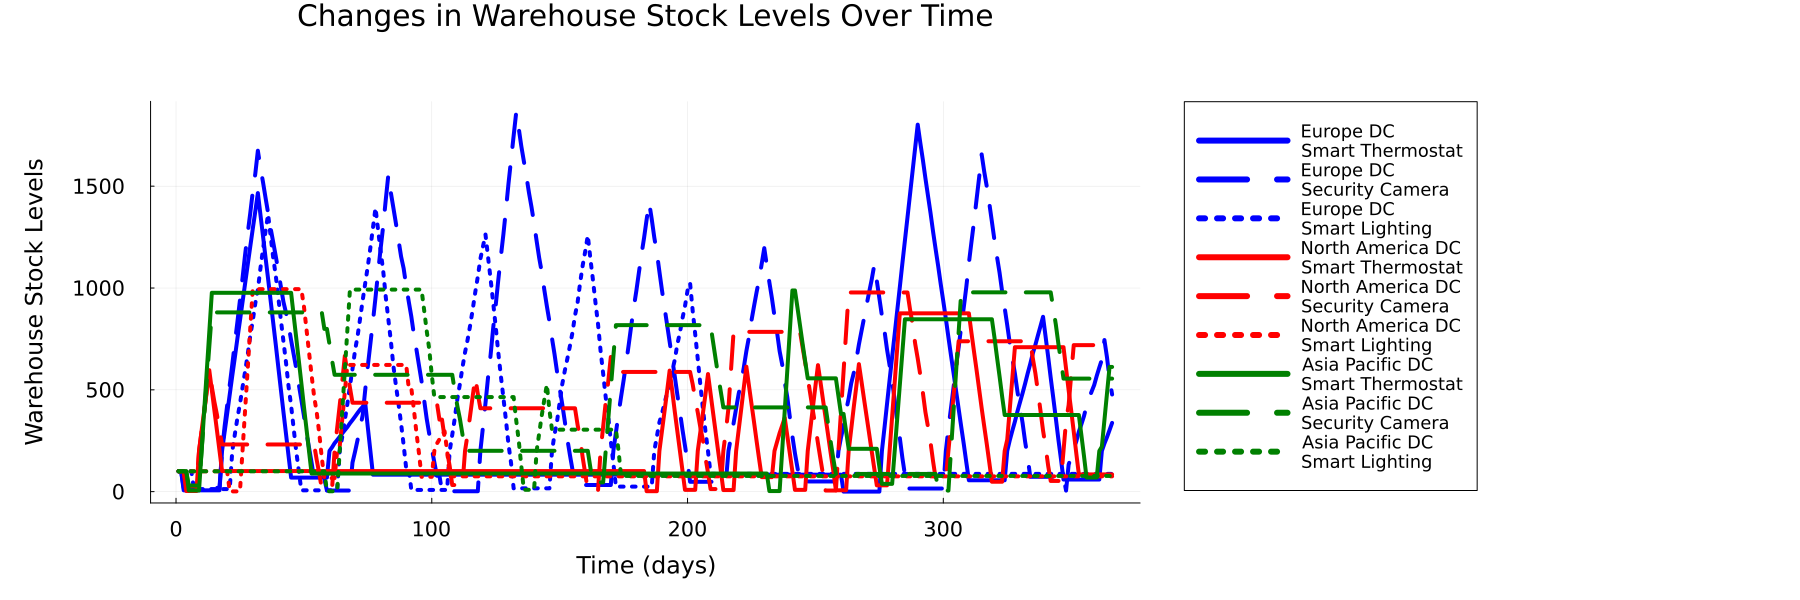 Changes in Warehouse Stock Levels Over Time
Warehouse Stock Levels
1500
1000
500
0
0 100 200 300
Time (days)
Europe DC
Smart Thermostat
Europe DC
Security Camera
Europe DC
Smart Lighting
North America DC
Smart Thermostat
North America DC
Security Camera
North America DC
Smart Lighting
Asia Pacific DC
Smart Thermostat
Asia Pacific DC
Security Camera
Asia Pacific DC
Smart Lighting